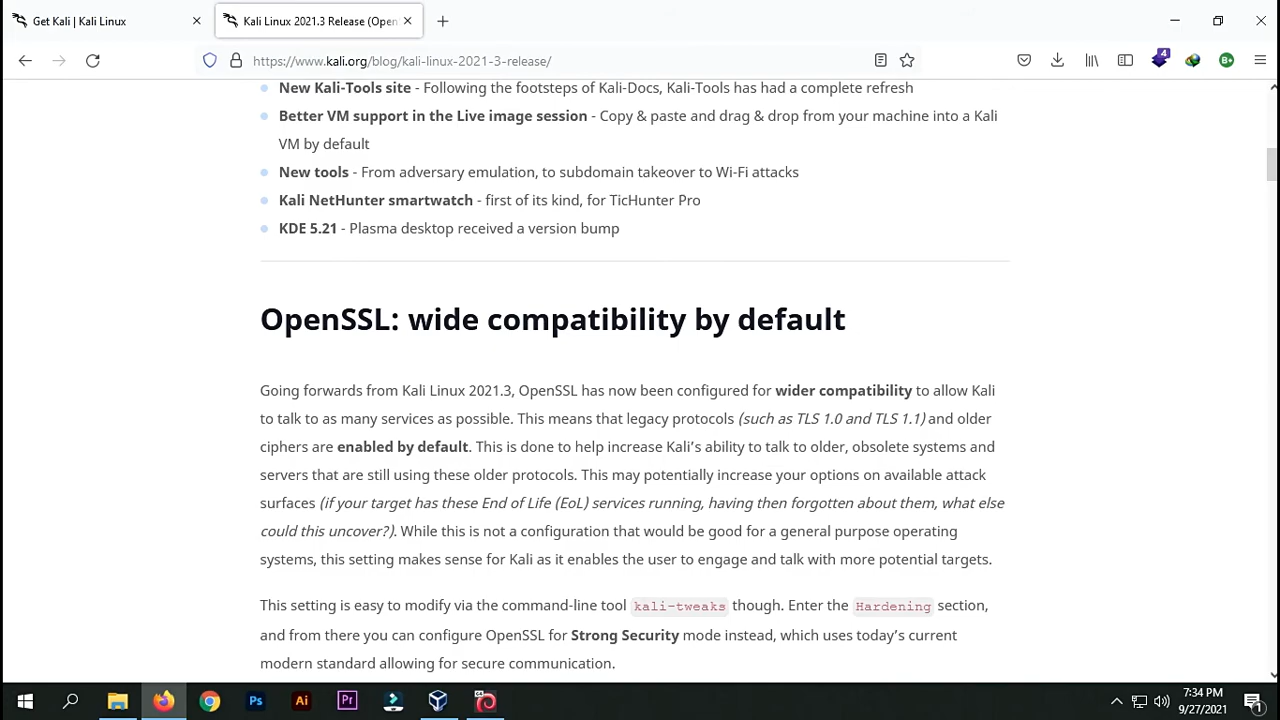 Get Kali | Kali Linux
Kali Linux 2021.3 Release (Open
https://www.kali.org/blog/kali-linux-2021-3-release/
4
B+
New Kali-Tools site - Following the footsteps of Kali-Docs, Kali-Tools has had a complete refresh
Better VM support in the Live image session - Copy & paste and drag & drop from your machine into a Kali
VM by default
New tools - From adversary emulation, to subdomain takeover to Wi-Fi attacks
Kali NetHunter smartwatch - first of its kind, for TicHunter Pro
KDE 5.21 - Plasma desktop received a version bump
OpenSSL: wide compatibility by default
Going forwards from Kali Linux 2021.3, OpenSSL has now been configured for wider compatibility to allow Kali
to talk to as many services as possible. This means that legacy protocols (such as TLS 1.0 and TLS 1.1) and older
ciphers are enabled by default. This is done to help increase Kali's ability to talk to older, obsolete systems and
servers that are still using these older protocols. This may potentially increase your options on available attack
surfaces (if your target has these End of Life (EoL) services running, having then forgotten about them, what else
could this uncover?). While this is not a configuration that would be good for a general purpose operating
systems, this setting makes sense for Kali as it enables the user to engage and talk with more potential targets.
This setting is easy to modify via the command-line tool kali-tweaks though. Enter the Hardening section,
and from there you can configure OpenSSL for Strong Security mode instead, which uses today's current
modern standard allowing for secure communication.
Ps
Ai
Pr
64
7:34 PM
9/27/2021
1